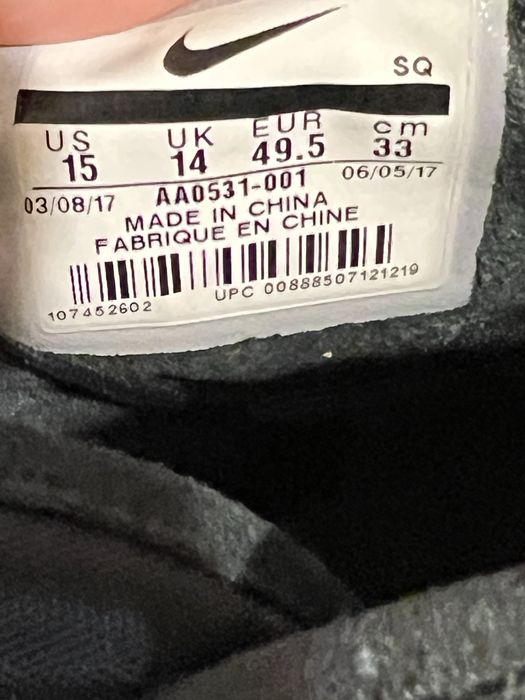 SQ
US UK EUR cm
15 14 49.5 33
03/08/17 AA0531-001 06/05/17
MADE IN CHINA
FABRIQUE EN CHINE
107452602 UPC 00888507121219